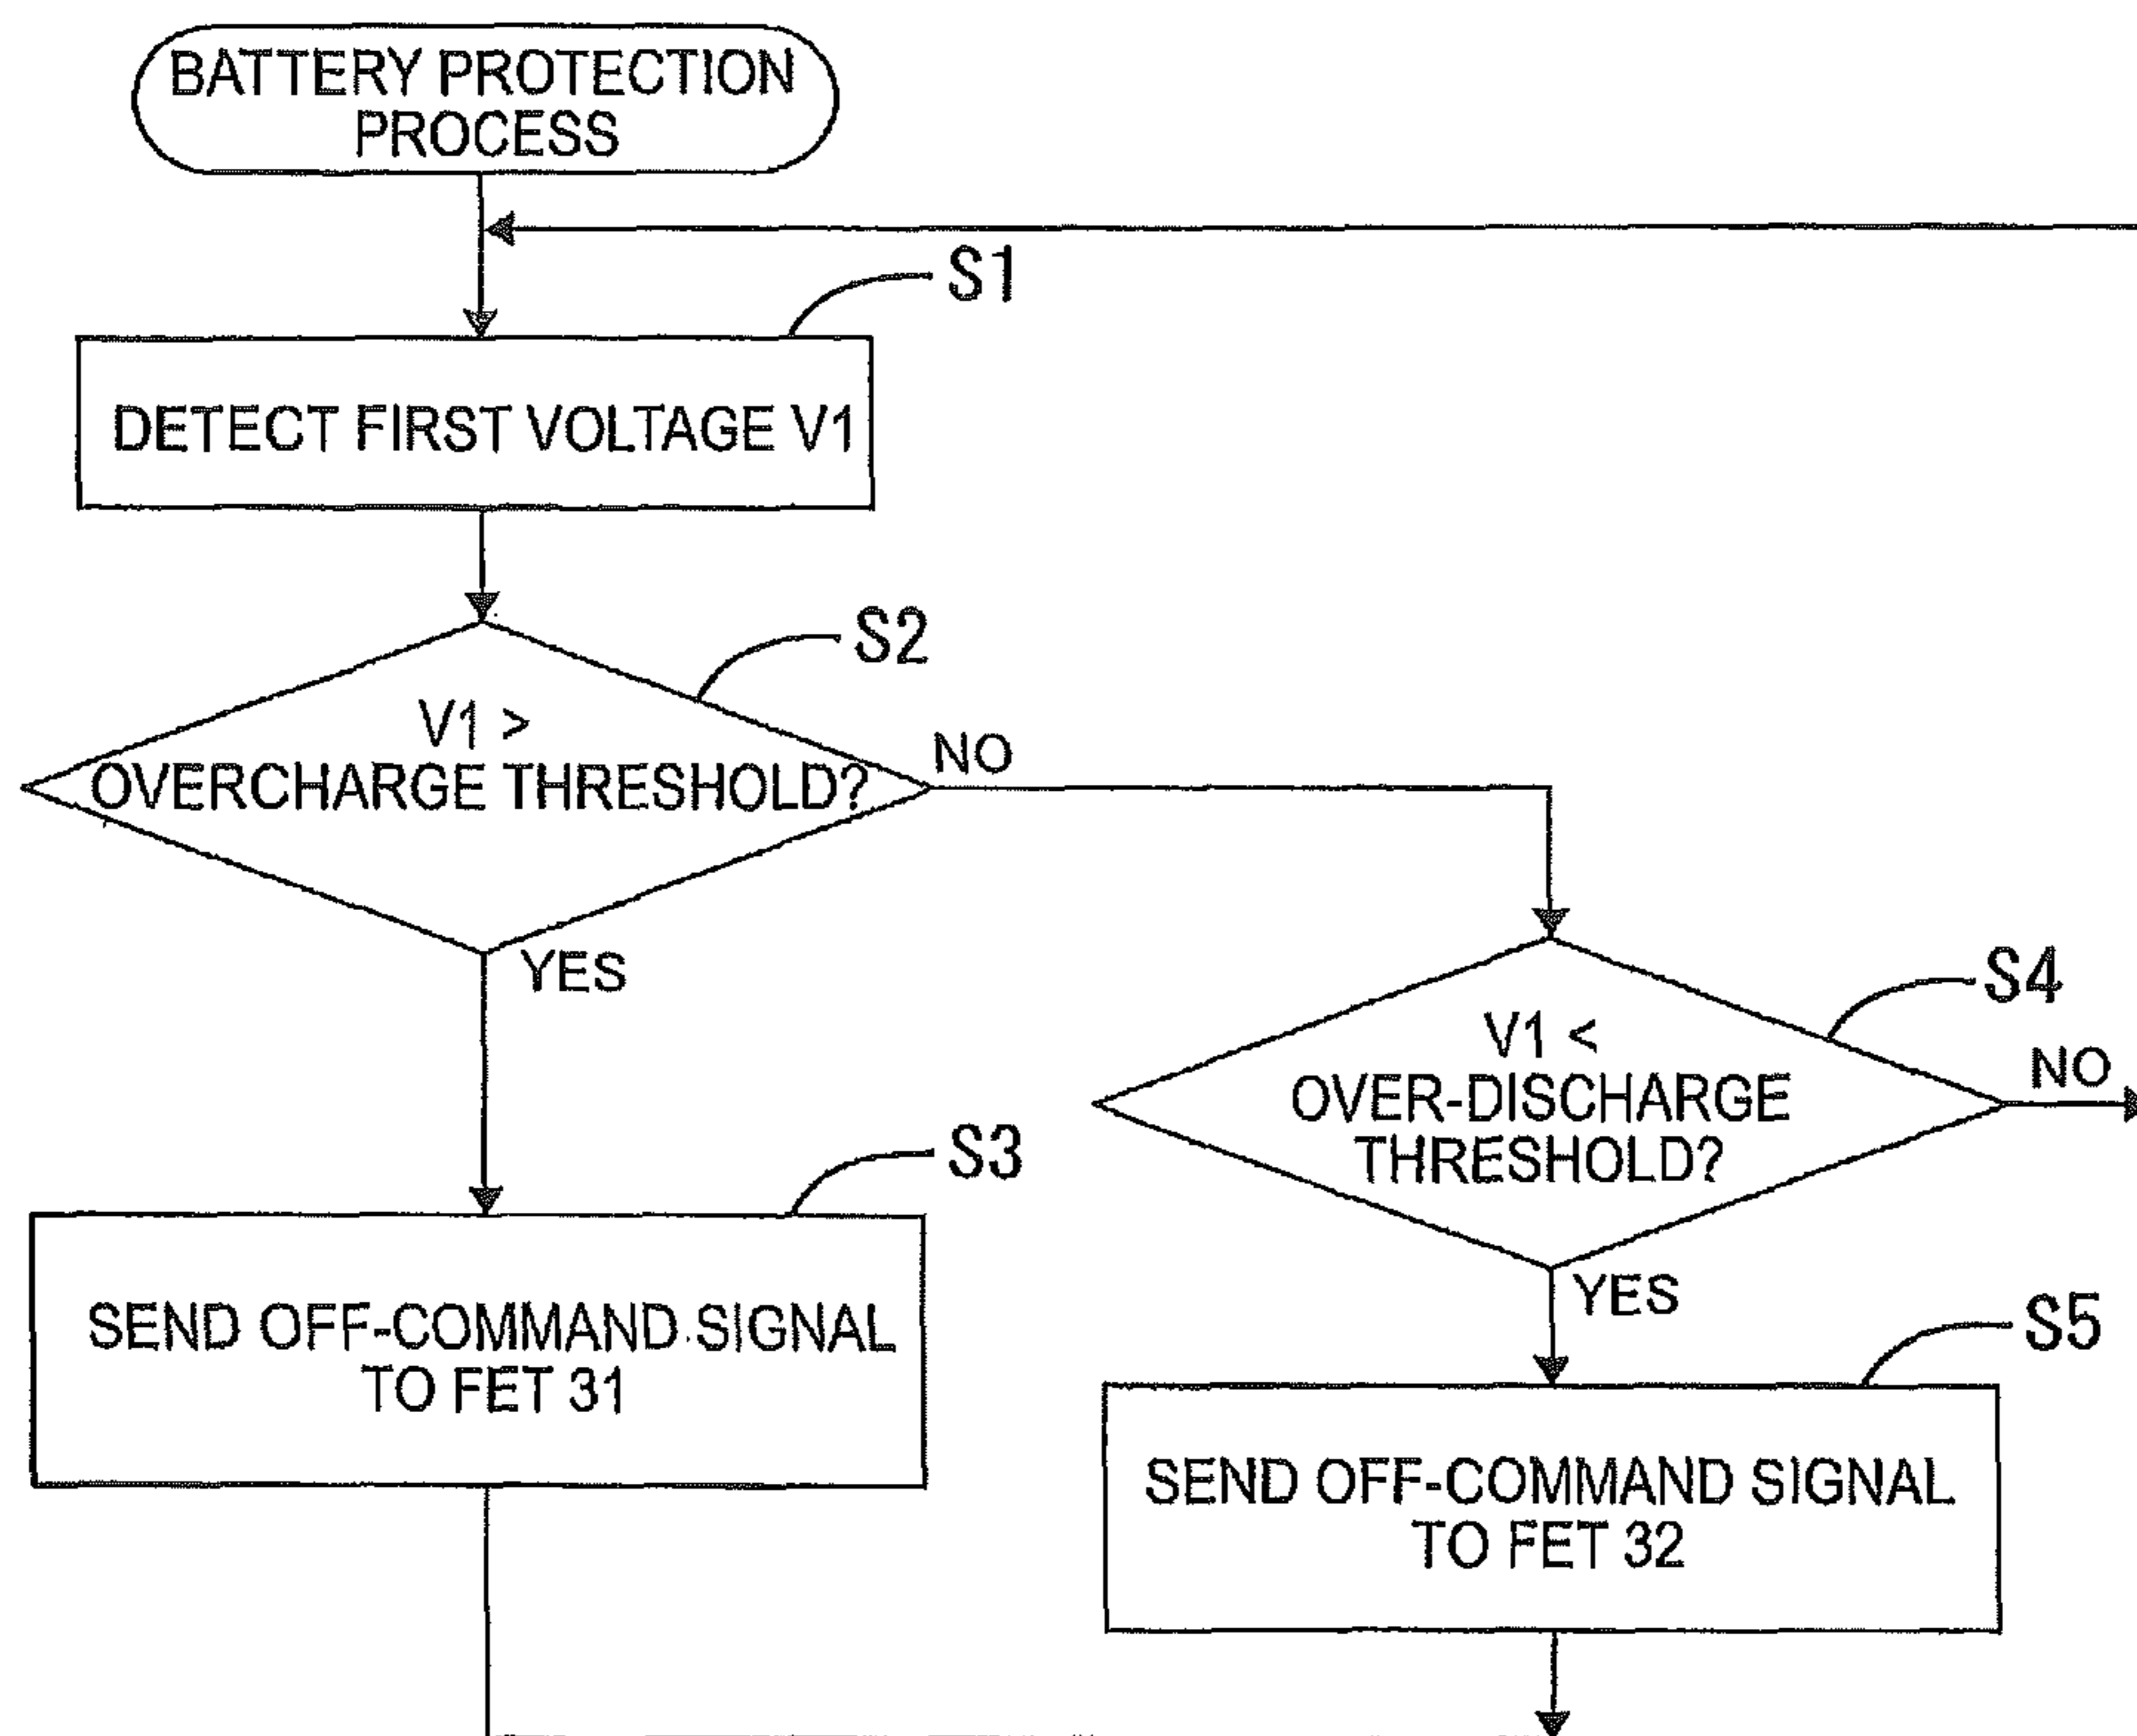 BATTERY PROTECTION
PROCESS
S1
DETECT FIRST VOLTAGE V1
S2
V1 >
OVERCHARGE THRESHOLD?
NO
YES
S4
V1 <
OVER-DISCHARGE
THRESHOLD?
NO
YES
S3
SEND OFF-COMMAND SIGNAL
TO FET 31
S5
SEND OFF-COMMAND SIGNAL
TO FET 32